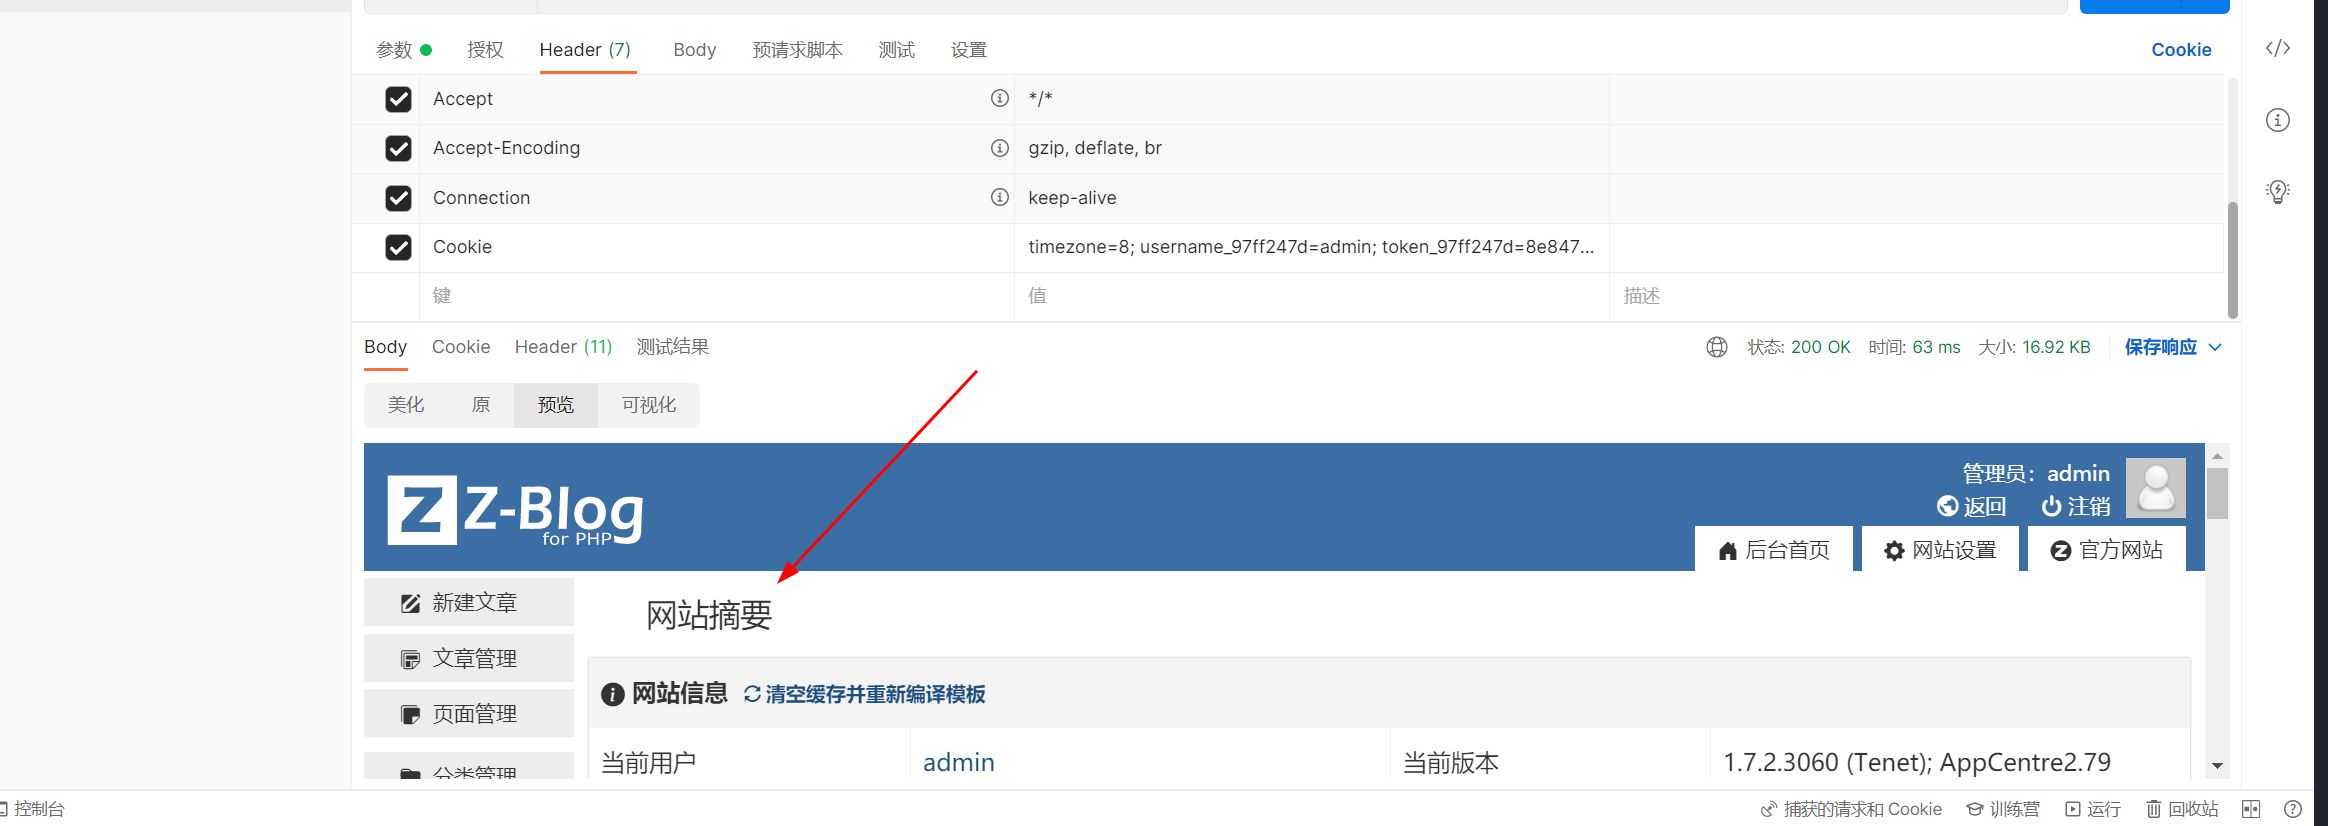 参数 授权 Header (7) Body 预请求脚本 测试 设置 Cookie
Accept */*
Accept-Encoding gzip, deflate, br
Connection keep-alive
Cookie timezone=8; username_97ff247d=admin; token_97ff247d=8e847...
键 值 描述
Body Cookie Header (11) 测试结果 状态: 200 OK 时间: 63 ms 大小: 16.92 KB 保存响应
美化 原 预览 可视化
Z-Blog
for PHP
管理员：admin
返回 注销
后台首页 网站设置 官方网站
新建文章
网站摘要
文章管理
网站信息 清空缓存并重新编译模板
页面管理
当前用户 admin 当前版本 1.7.2.3060 (Tenet); AppCentre2.79
分类管理
控制台 捕获的请求和 Cookie 训练营 运行 回收站